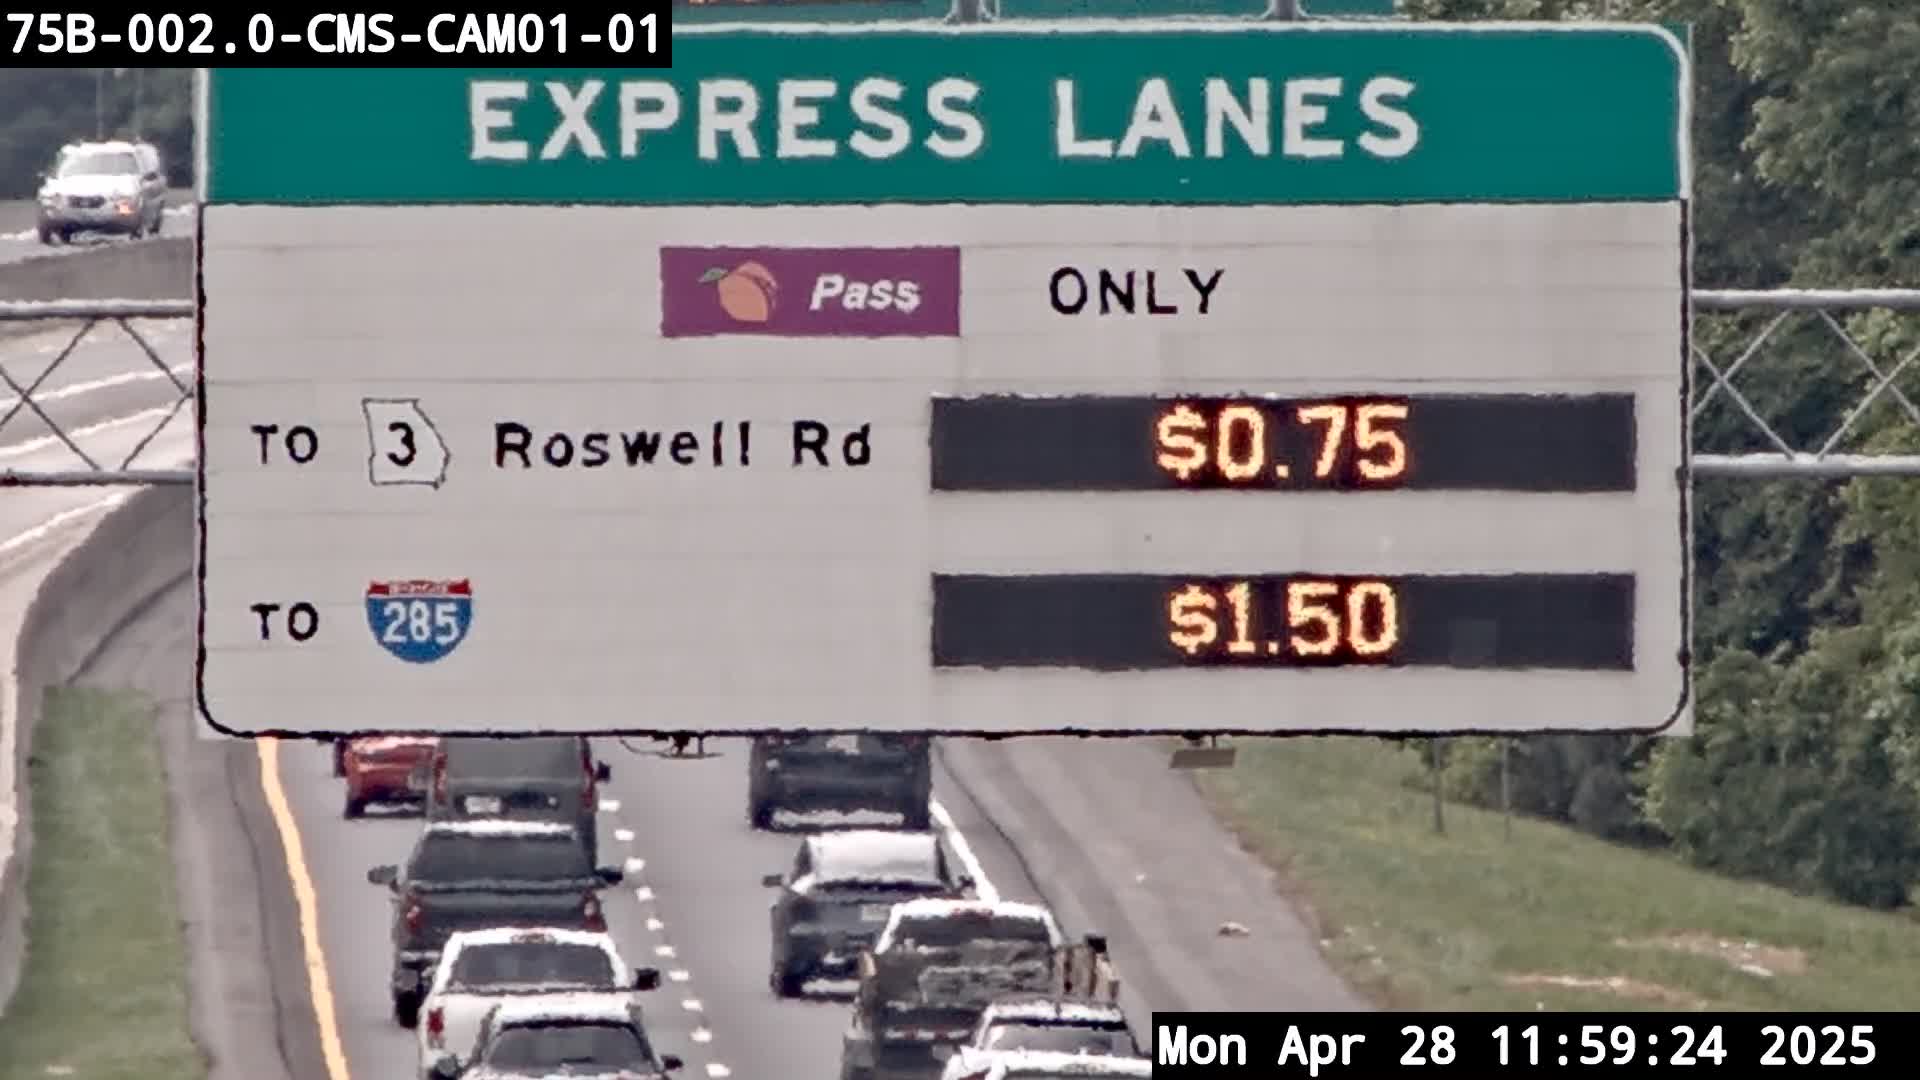 75B-002.0-CMS-CAM01-01
EXPRESS LANES
Pass ONLY
TO 3 Roswell Rd $0.75
TO 285 $1.50
Mon Apr 28 11:59:24 2025